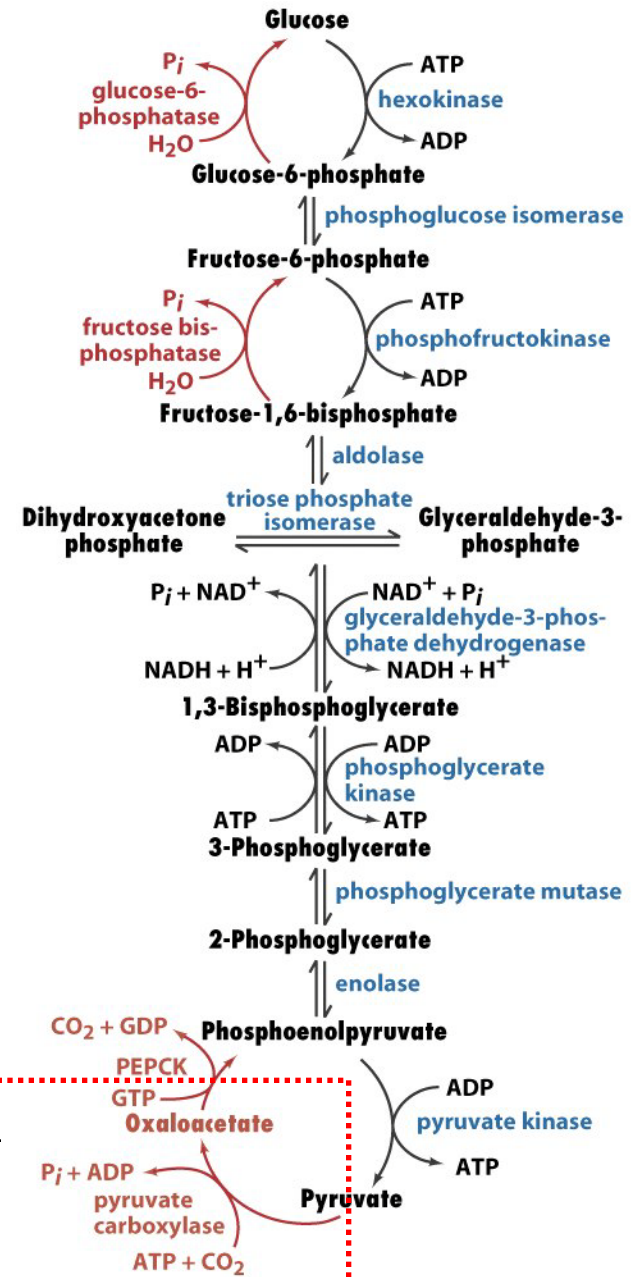 Glucose
Pi
ATP
glucose-6-
phosphatase
hexokinase
H2O
ADP
Glucose-6-phosphate
phosphoglucose isomerase
Fructose-6-phosphate
Pi
ATP
fructose bis-
phosphatase
phosphofructokinase
H2O
ADP
Fructose-1,6-bisphosphate
aldolase
triose phosphate
isomerase
Dihydroxyacetone
phosphate
Glyceraldehyde-3-
phosphate
Pi + NAD+
NAD+ + Pi
glyceraldehyde-3-phos-
phate dehydrogenase
NADH + H+
NADH + H+
1,3-Bisphosphoglycerate
ADP
ADP
phosphoglycerate
kinase
ATP
ATP
3-Phosphoglycerate
phosphoglycerate mutase
2-Phosphoglycerate
enolase
CO2 + GDP
Phosphoenolpyruvate
PEPCK
GTP
ADP
Oxaloacetate
pyruvate kinase
Pi + ADP
ATP
pyruvate
carboxylase
Pyruvate
ATP + CO2